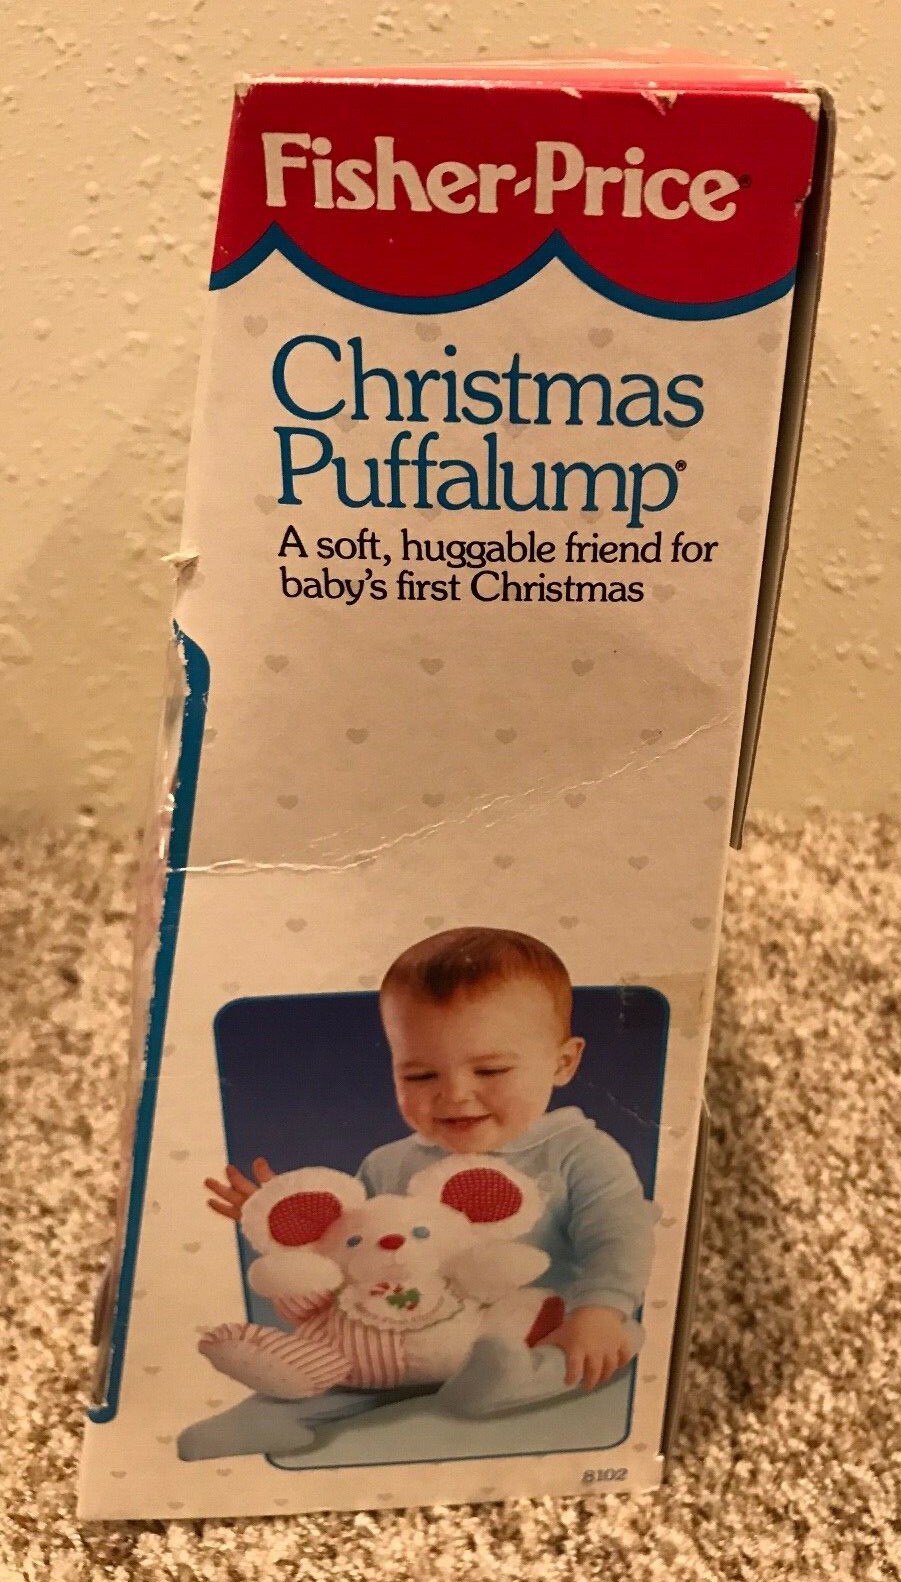 Fisher-Price®
Christmas
Puffalump®
A soft, huggable friend for
baby's first Christmas
8102